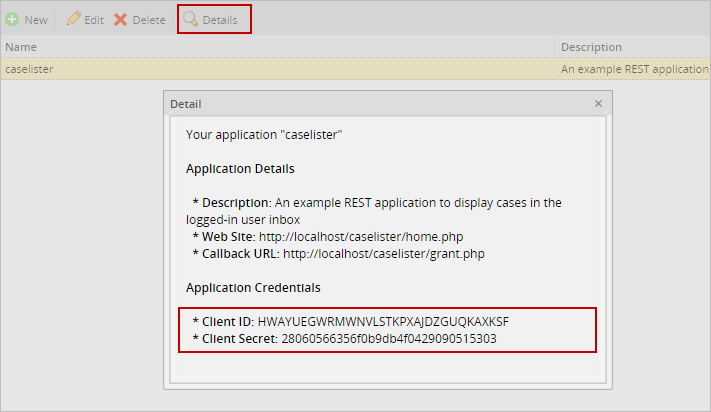 New Edit Delete Details
Name Description
caselister An example REST application
Detail ×
Your application "caselister"
Application Details
* Description: An example REST application to display cases in the
logged-in user inbox
* Web Site: http://localhost/caselister/home.php
* Callback URL: http://localhost/caselister/grant.php
Application Credentials
* Client ID: HWAYUEGWRMWNVLSTKPXAJDZGUQKAXKSF
* Client Secret: 28060566356f0b9db4f0429090515303